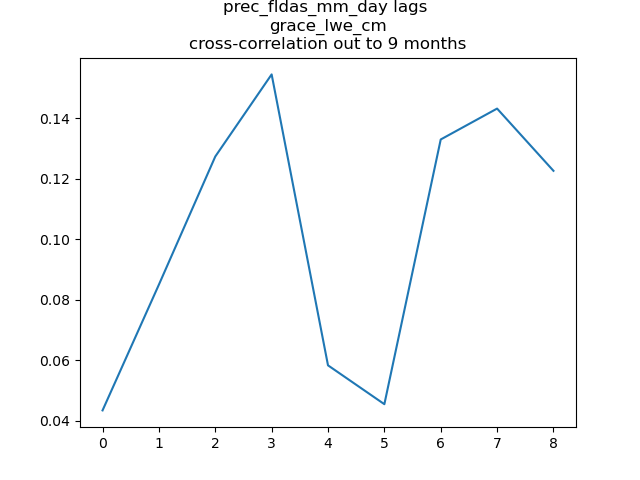 prec_fldas_mm_day lags
grace_lwe_cm
cross-correlation out to 9 months
0.14
0.12
0.10
0.08
0.06
0.04
0 1 2 3 4 5 6 7 8